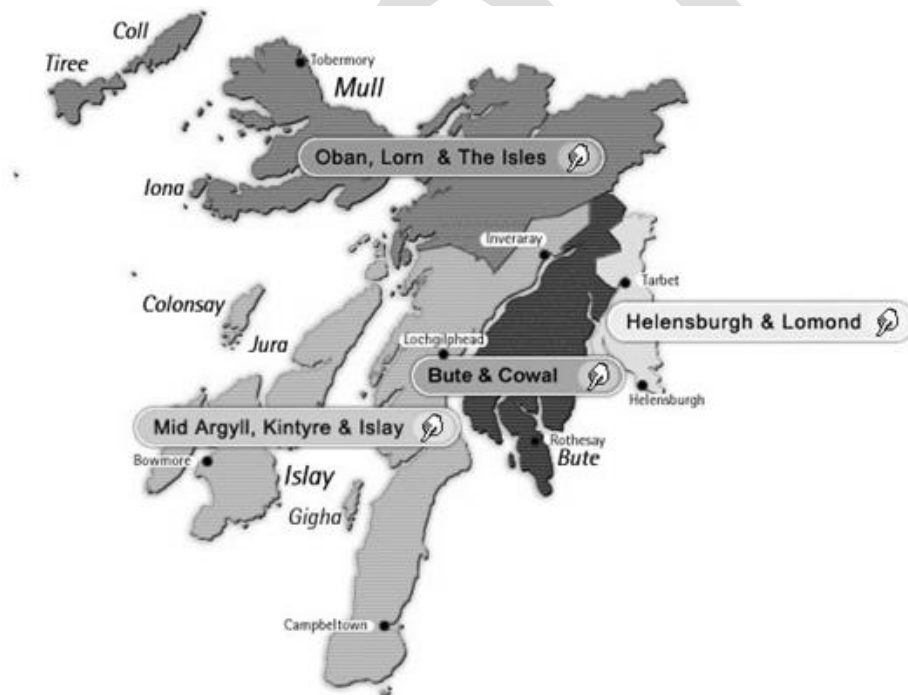 Coll
Tiree
Tobermory
Mull
Oban, Lorn & The Isles
Iona
Inveraray
Tarbet
Colonsay
Helensburgh & Lomond
Jura
Lochgilphead
Bute & Cowal
Helensburgh
Mid Argyll, Kintyre & Islay
Rothesay
Bute
Bowmore
Islay
Gigha
Campbeltown